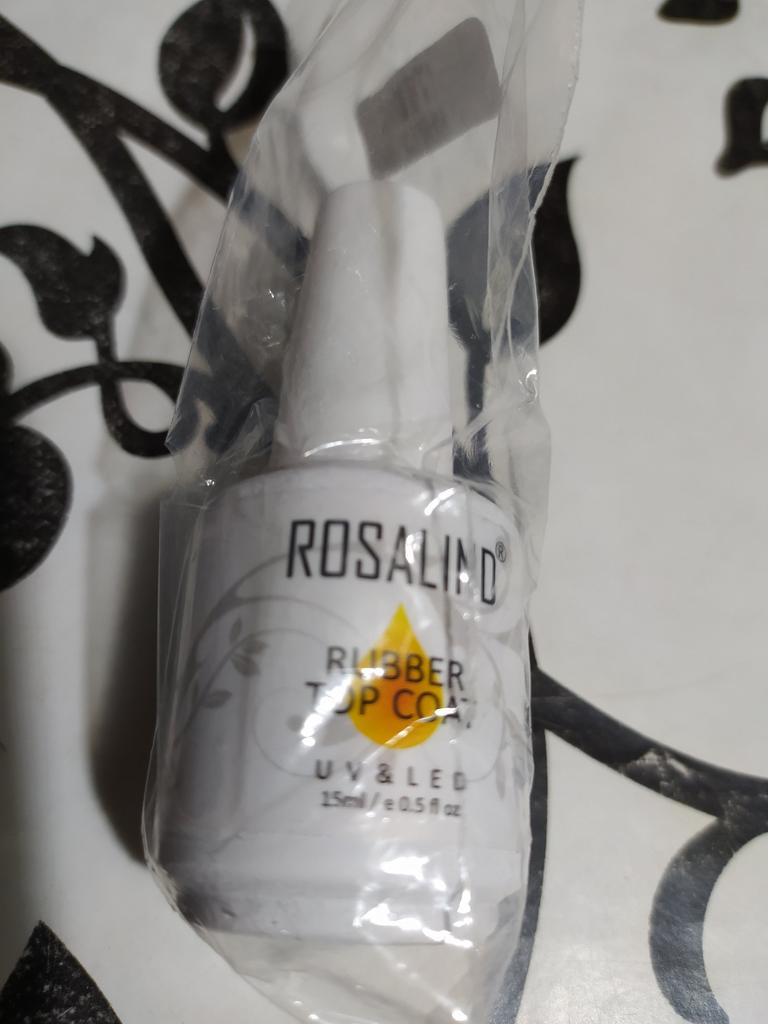 ROSALIND®
RUBBER
TOP COAT
UV & LED
15ml / e 0.5 fl oz